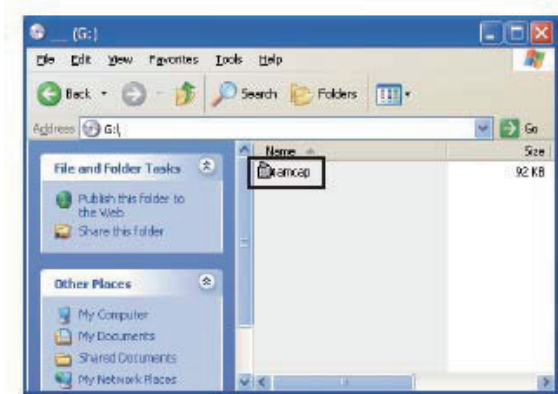 (G:)
File Edit View Favorites Tools Help
Back Search Folders
Address G:\ Go
Name Size
amcap 92 KB
File and Folder Tasks
Publish this folder to
the Web
Share this folder
Other Places
My Computer
My Documents
Shared Documents
My Network Places